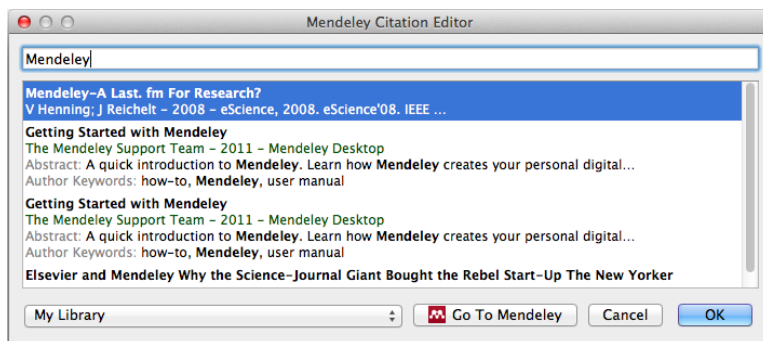 Mendeley Citation Editor
Mendeley
Mendeley–A Last. fm For Research?
V Henning; J Reichelt – 2008 – eScience, 2008. eScience'08. IEEE ...
Getting Started with Mendeley
The Mendeley Support Team – 2011 – Mendeley Desktop
Abstract: A quick introduction to Mendeley. Learn how Mendeley creates your personal digital...
Author Keywords: how-to, Mendeley, user manual
Getting Started with Mendeley
The Mendeley Support Team – 2011 – Mendeley Desktop
Abstract: A quick introduction to Mendeley. Learn how Mendeley creates your personal digital...
Author Keywords: how-to, Mendeley, user manual
Elsevier and Mendeley Why the Science–Journal Giant Bought the Rebel Start–Up The New Yorker
My Library Go To Mendeley Cancel OK